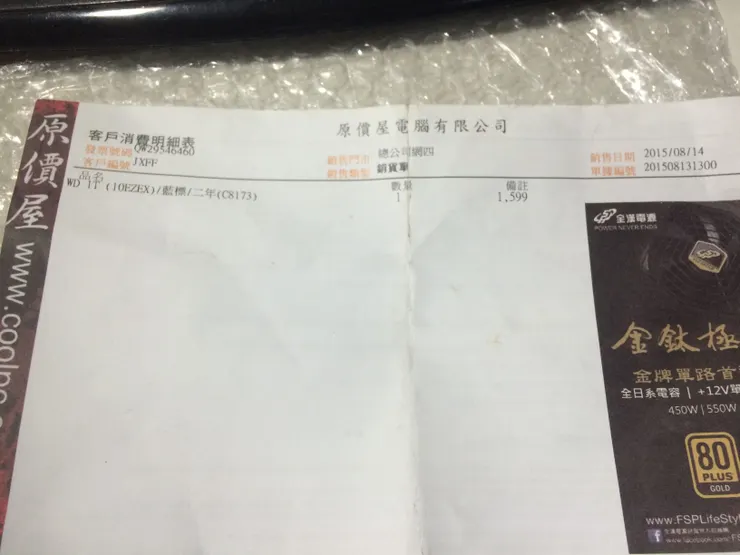 原價屋 www.coolpc
原價屋電腦有限公司
客戶消費明細表
發票號碼 QW29546460
客戶編號 JXFF
銷售門市 總公司網四
銷售類型 銷貨單
銷售日期 2015/08/14
單據編號 201508131300
品名 數量 備註
WD 1T (10EZEX)/藍標/二年(C8173) 1 1,599
FSP 全漢電源
POWER NEVER ENDS
金鈦極
金牌單路首
全日系電容 | +12V單
450W | 550W
80
PLUS
GOLD
www.FSPLifeStyl